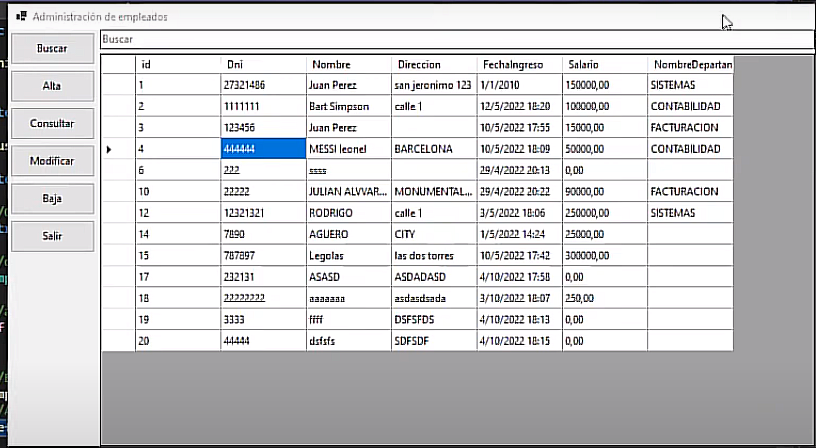 Administración de empleados
Buscar
Alta
Consultar
Modificar
Baja
Salir
Buscar
id Dni Nombre Direccion FechaIngreso Salario NombreDepartan
1 27321486 Juan Perez san jeronimo 123 1/1/2010 150000,00 SISTEMAS
2 1111111 Bart Simpson calle 1 12/5/2022 18:20 100000,00 CONTABILIDAD
3 123456 Juan Perez 10/5/2022 17:55 15000,00 FACTURACION
4 444444 MESSI leonel BARCELONA 10/5/2022 18:09 50000,00 CONTABILIDAD
6 222 ssss 29/4/2022 20:13 0,00
10 22222 JULIAN ALVVAR... MONUMENTAL... 29/4/2022 20:22 90000,00 FACTURACION
12 12321321 RODRIGO calle 1 3/5/2022 18:06 250000,00 SISTEMAS
14 7890 AGUERO CITY 1/5/2022 14:24 25000,00
15 787897 Legolas las dos torres 10/5/2022 17:42 300000,00
17 232131 ASASD ASDADASD 4/10/2022 17:58 0,00
18 22222222 aaaaaaa asdasdsada 3/10/2022 18:07 250,00
19 3333 ffff DSFSFDS 4/10/2022 18:13 0,00
20 44444 dsfsfs SDFSDF 4/10/2022 18:15 0,00